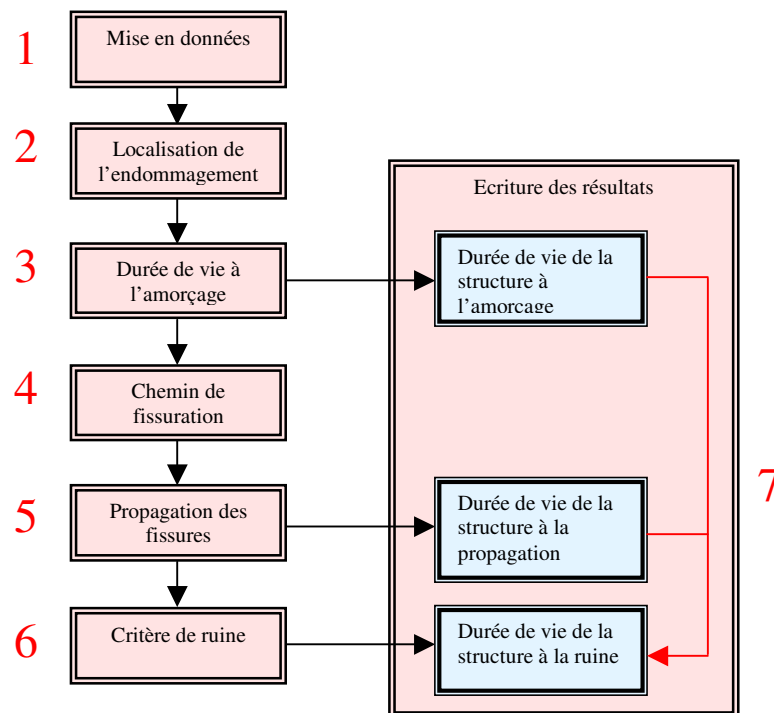 1
Mise en données
2
Localisation de
l'endommagement
Ecriture des résultats
3
Durée de vie à
l'amorçage
Durée de vie de la
structure à
l'amorcage
4
Chemin de
fissuration
7
5
Propagation des
fissures
Durée de vie de la
structure à la
propagation
6
Critère de ruine
Durée de vie de la
structure à la ruine